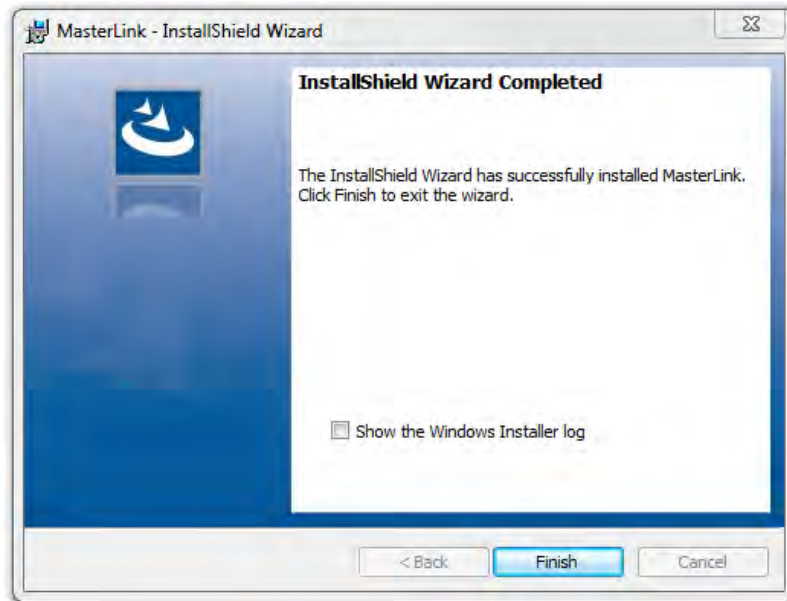 MasterLink - InstallShield Wizard
InstallShield Wizard Completed
The InstallShield Wizard has successfully installed MasterLink.
Click Finish to exit the wizard.
Show the Windows Installer log
< Back Finish Cancel